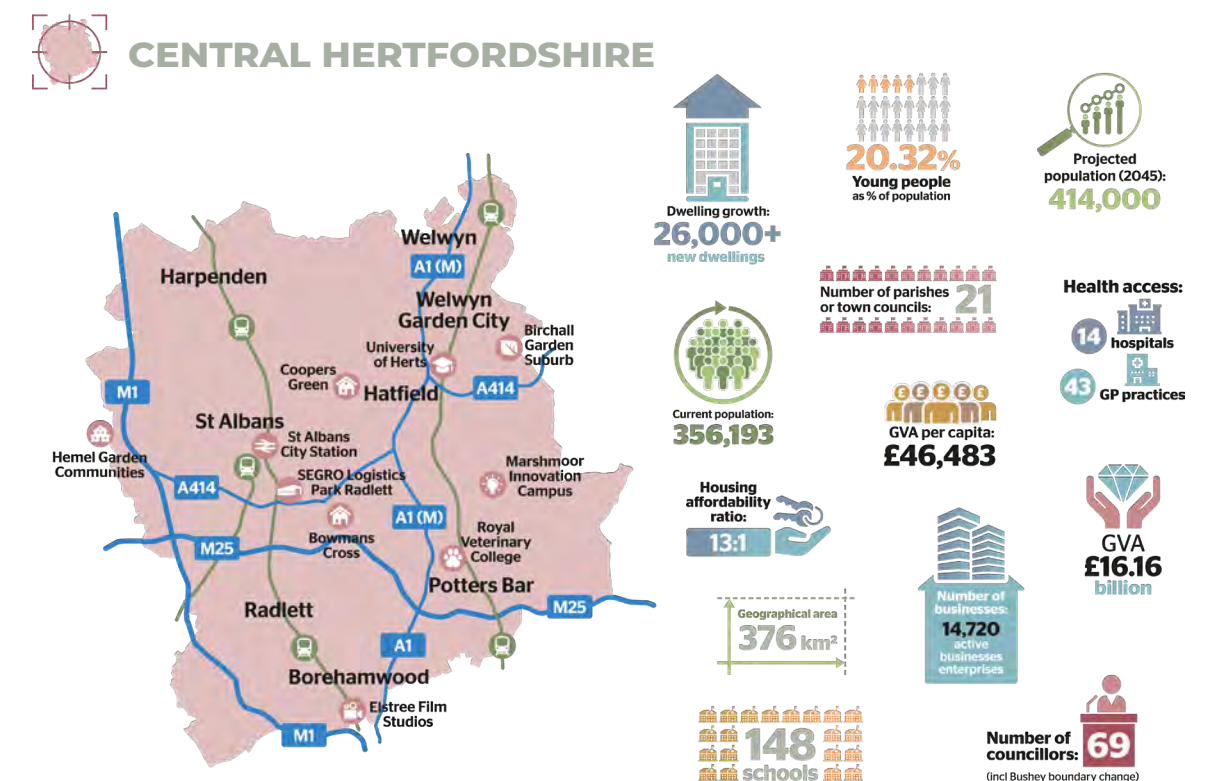 CENTRAL HERTFORDSHIRE
Welwyn
A1 (M)
Harpenden
Welwyn
Garden City
Birchall
Garden
Suburb
University
of Herts
Coopers
Green
Hatfield
A414
M1
St Albans
St Albans
City Station
Hemel Garden
Communities
A414
SEGRO Logistics
Park Radlett
Marshmoor
Innovation
Campus
A1 (M)
Bowmans
Cross
M25
Royal
Veterinary
College
Potters Bar
M25
Radlett
A1
Borehamwood
Elstree Film
Studios
M1
Dwelling growth:
26,000+
new dwellings
20.32%
Young people
as % of population
Projected
population (2045):
414,000
Number of parishes
or town councils: 21
Health access:
14 hospitals
43 GP practices
Current population:
356,193
£ £ £ £ £
GVA per capita:
£46,483
Housing
affordability
ratio:
13:1
GVA
£16.16
billion
Number of
businesses:
14,720
active
businesses
enterprises
Geographical area
376 km²
148
schools
Number of
councillors: 69
(incl Bushey boundary change)